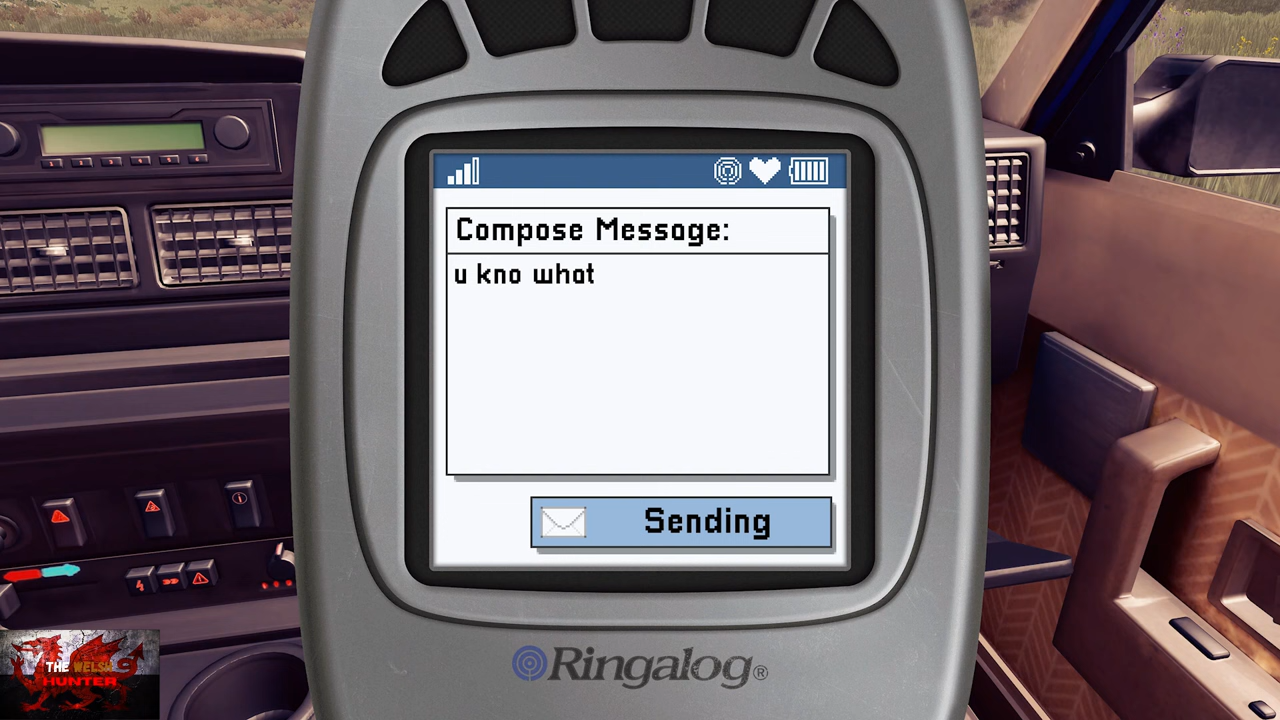 Compose Message:
u kno what
Sending
Ringalog®
THE WELSH
HUNTER